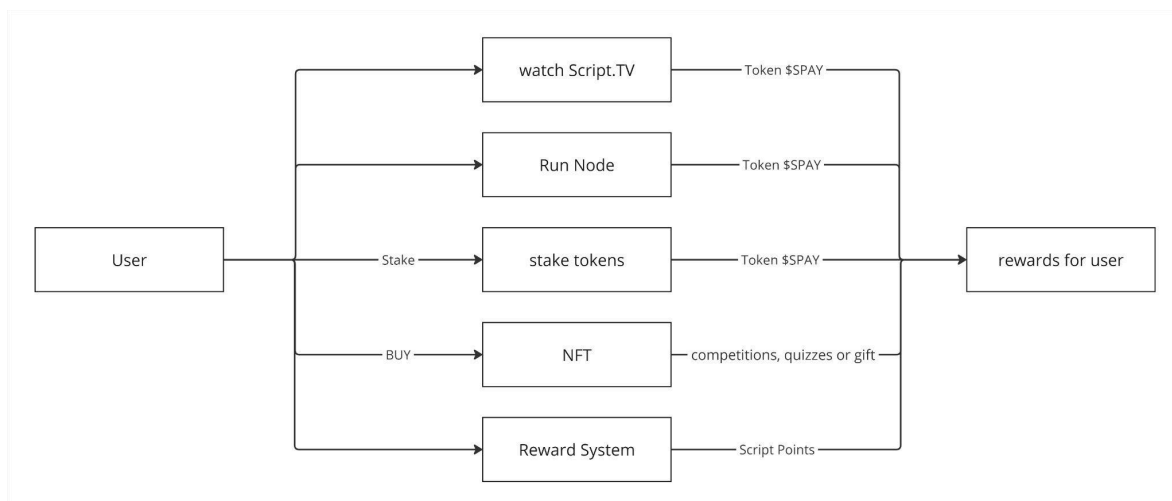 watch Script.TV
Token $SPAY
Run Node
Token $SPAY
User
Stake
stake tokens
Token $SPAY
rewards for user
BUY
NFT
competitions, quizzes or gift
Reward System
Script Points